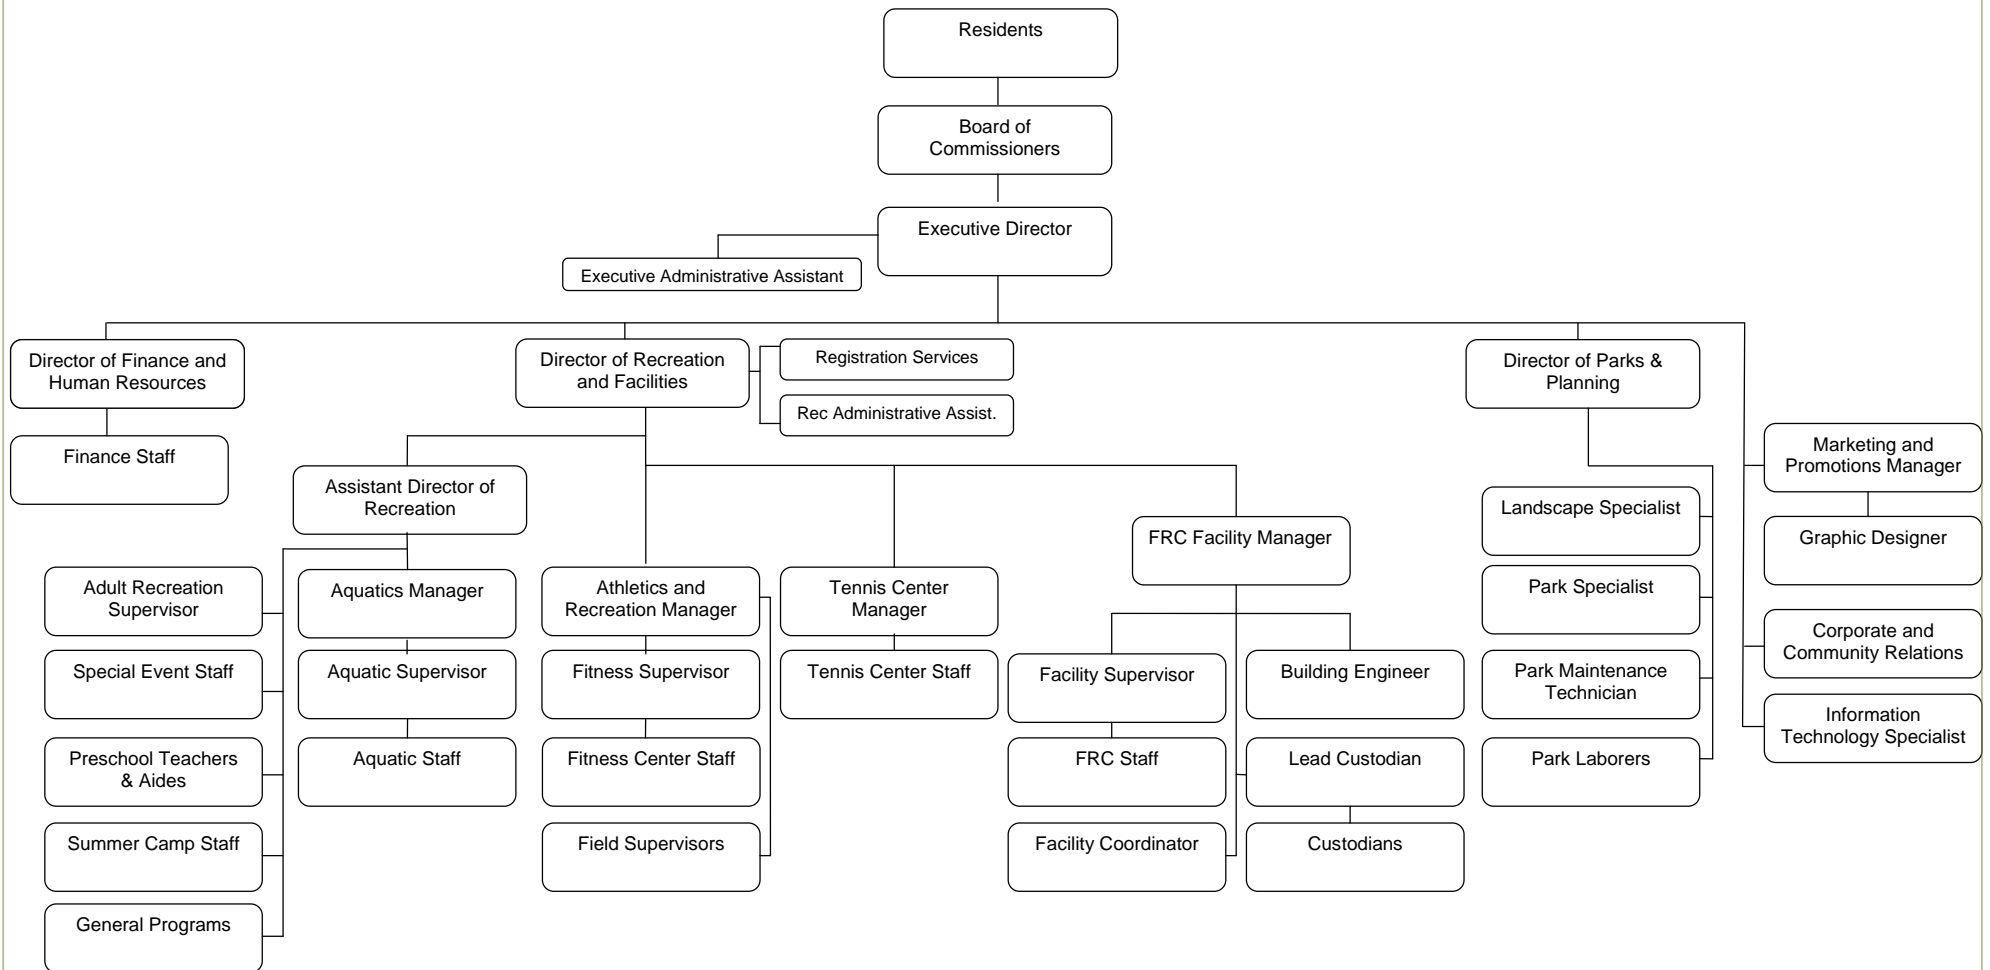 Residents
Board of
Commissioners
Executive Director
Executive Administrative Assistant
Director of Finance and
Human Resources
Finance Staff
Director of Recreation
and Facilities
Registration Services
Rec Administrative Assist.
Director of Parks &
Planning
Marketing and
Promotions Manager
Graphic Designer
Corporate and
Community Relations
Information
Technology Specialist
Assistant Director of
Recreation
Adult Recreation
Supervisor
Special Event Staff
Preschool Teachers
& Aides
Summer Camp Staff
General Programs
Aquatics Manager
Aquatic Supervisor
Aquatic Staff
Athletics and
Recreation Manager
Fitness Supervisor
Fitness Center Staff
Field Supervisors
Tennis Center
Manager
Tennis Center Staff
FRC Facility Manager
Facility Supervisor
FRC Staff
Facility Coordinator
Building Engineer
Lead Custodian
Custodians
Landscape Specialist
Park Specialist
Park Maintenance
Technician
Park Laborers